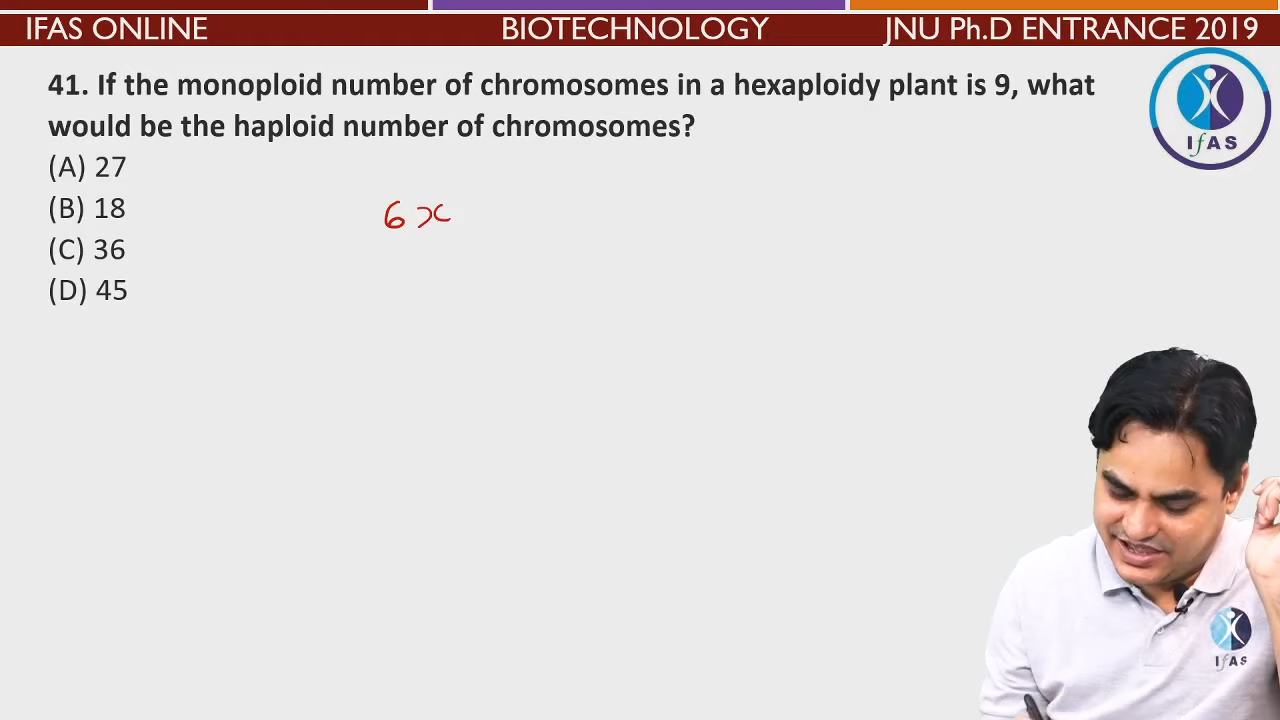 IFAS ONLINE BIOTECHNOLOGY JNU Ph.D ENTRANCE 2019
41. If the monoploid number of chromosomes in a hexaploidy plant is 9, what
would be the haploid number of chromosomes?
(A) 27
(B) 18
(C) 36
(D) 45
6x
IfAS
IfAS